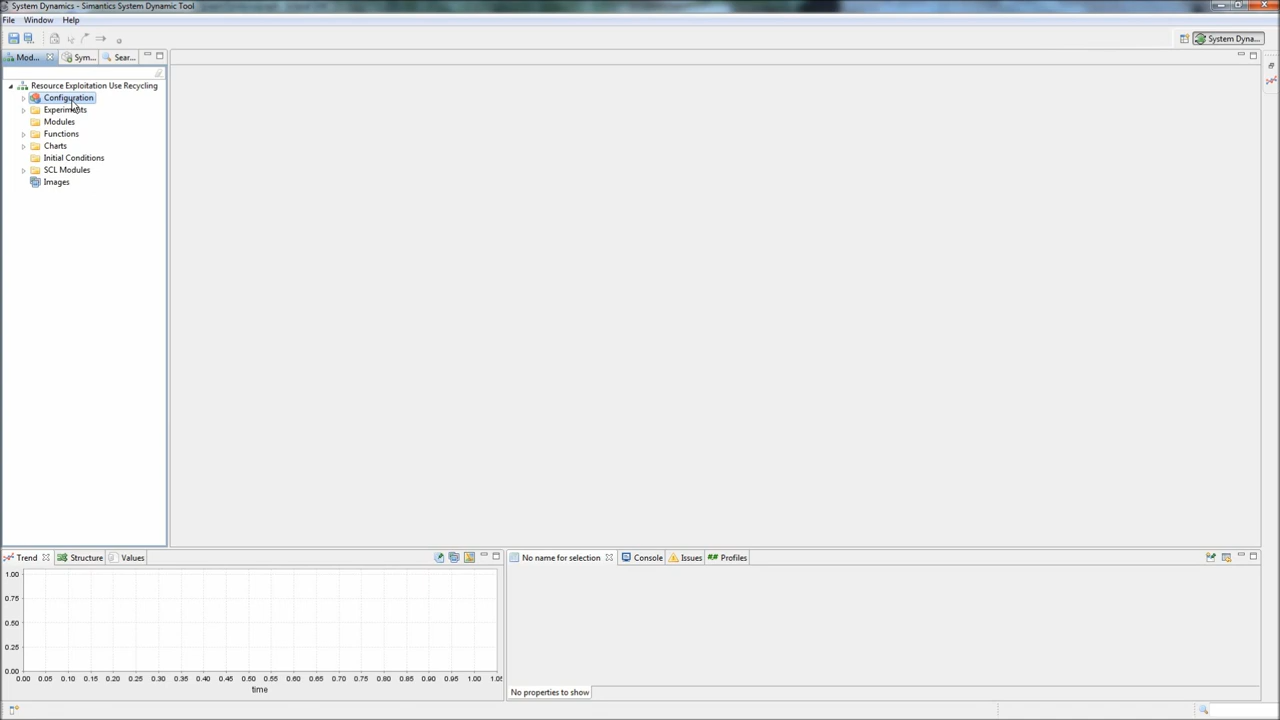 System Dynamics - Simantics System Dynamic Tool
File Window Help
System Dyna...
Mod... Sym... Sear...
Resource Exploitation Use Recycling
Configuration
Experiments
Modules
Functions
Charts
Initial Conditions
SCL Modules
Images
Trend Structure Values
No name for selection Console Issues Profiles
1.00
0.75
0.50
0.25
0.00
0.00 0.05 0.10 0.15 0.20 0.25 0.30 0.35 0.40 0.45 0.50 0.55 0.60 0.65 0.70 0.75 0.80 0.85 0.90 0.95 1.00 1.05
time
No properties to show